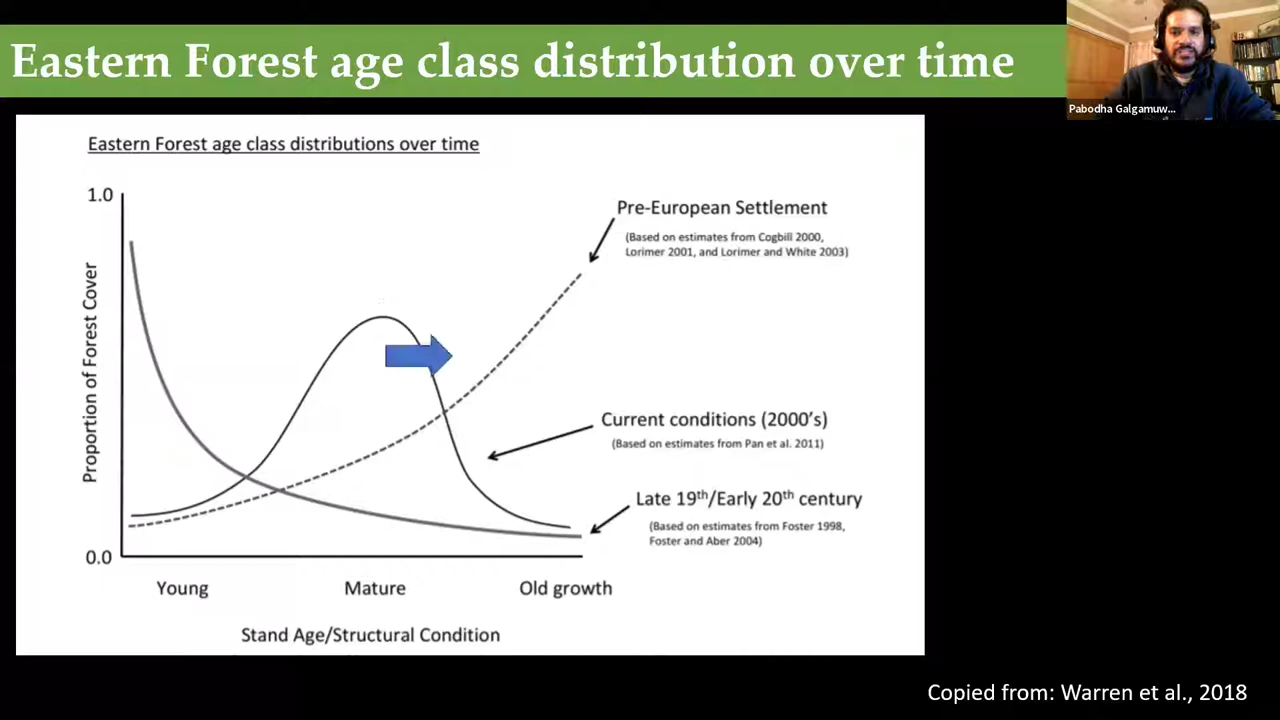 Eastern Forest age class distribution over time
Pabodha Galgamuw...
Eastern Forest age class distributions over time
1.0
Proportion of Forest Cover
0.0
Pre-European Settlement
(Based on estimates from Cogbill 2000,
Lorimer 2001, and Lorimer and White 2003)
Current conditions (2000's)
(Based on estimates from Pan et al. 2011)
Late 19th/Early 20th century
(Based on estimates from Foster 1998,
Foster and Aber 2004)
Young Mature Old growth
Stand Age/Structural Condition
Copied from: Warren et al., 2018